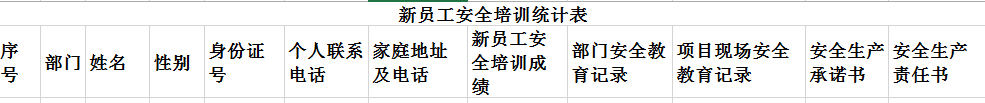 新员工安全培训统计表
序号 部门 姓名 性别 身份证号 个人联系电话 家庭地址及电话 新员工安全培训成绩 部门安全教育记录 项目现场安全教育记录 安全生产承诺书 安全生产责任书